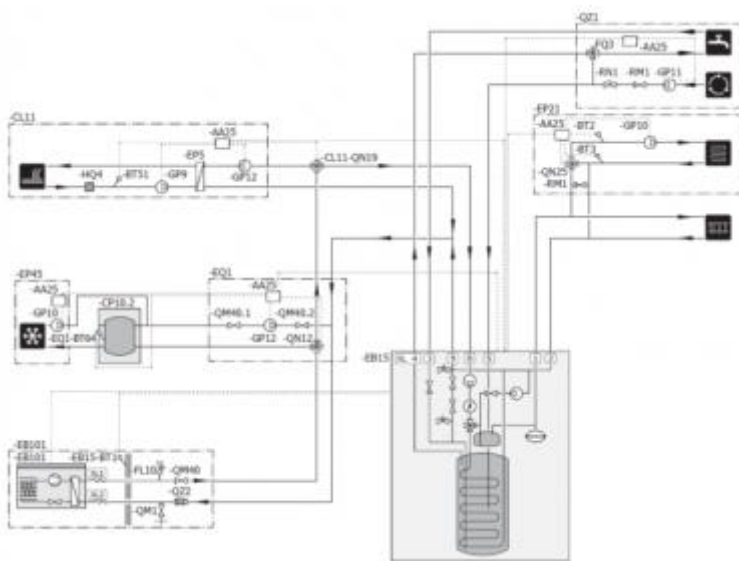 -QZ1
-FQ3
-AA25
-RN1
-RM1
-GP11
-EP21
-AA25
-BT2
-GP10
-BT3
-QN25
-RM1
-CL11
-AA25
-EP5
-CL11-QN19
-HQ4
-BT51
-GP9
-GP12
-EP45
-AA25
-GP10
-CP10.2
-EQ1-BT64
-EQ1
-AA25
-QM40.1
-QM40.2
-GP12
-QN12
-EB15
XL
-EB101
-EB101
-EB15-BT16
-FL10
-QM40
-QZ2
-QM1